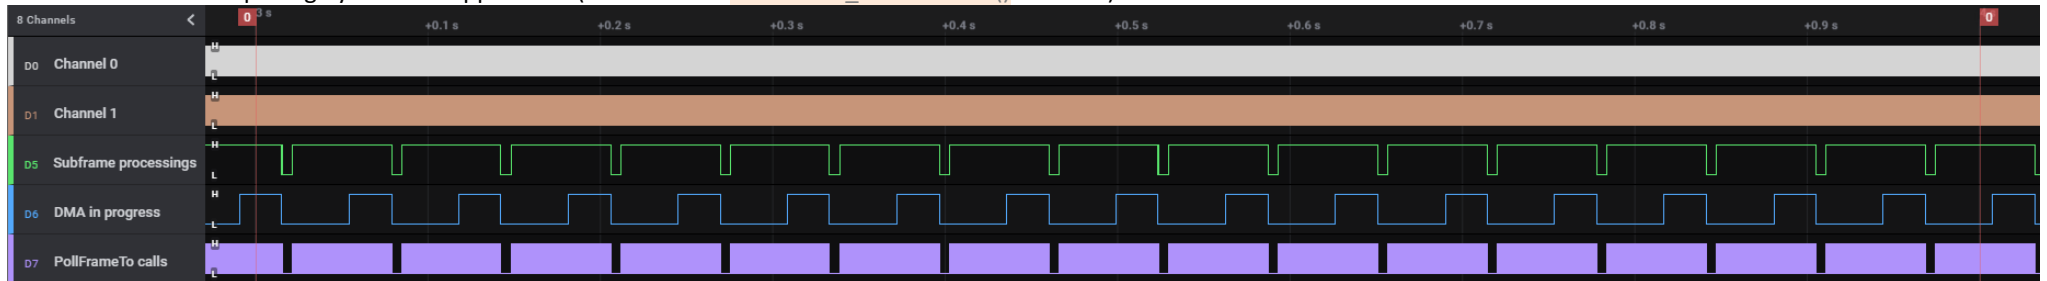 8 Channels
0
3 s
+0.1 s
+0.2 s
+0.3 s
+0.4 s
+0.5 s
+0.6 s
+0.7 s
+0.8 s
+0.9 s
0
D0 Channel 0
H
L
D1 Channel 1
H
L
D5 Subframe processings
H
L
D6 DMA in progress
H
L
D7 PollFrameTo calls
H
L